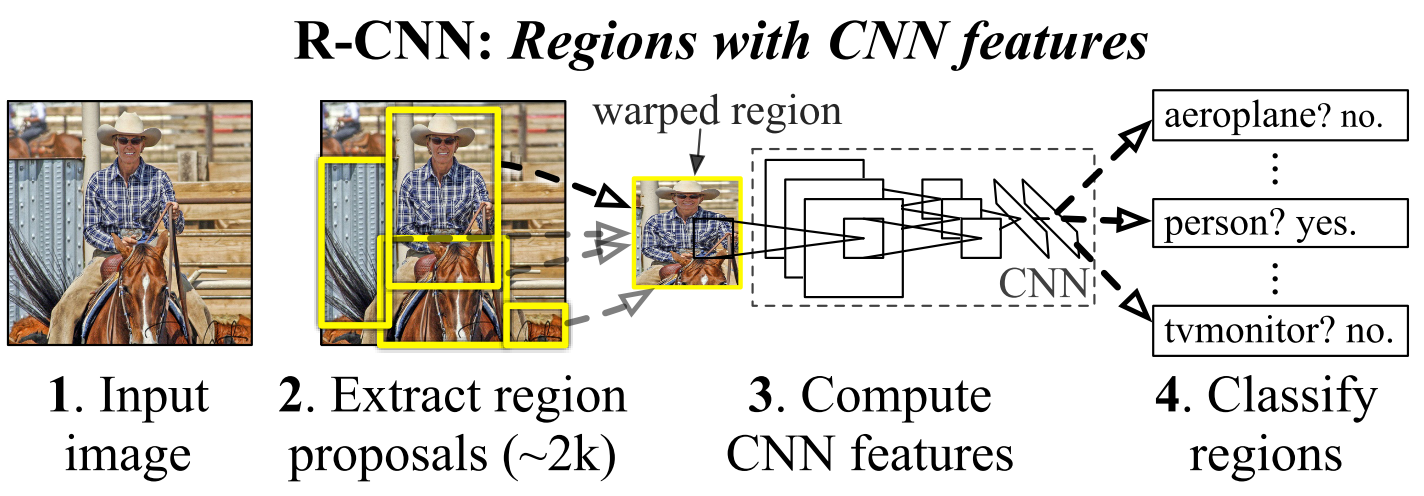 R-CNN: Regions with CNN features
warped region
aeroplane? no.
person? yes.
tvmonitor? no.
CNN
1. Input
image
2. Extract region
proposals (~2k)
3. Compute
CNN features
4. Classify
regions